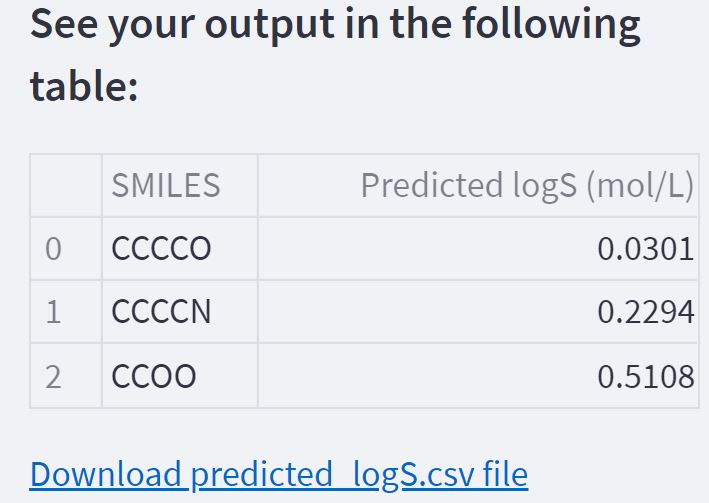 See your output in the following
table:
SMILES Predicted logS (mol/L)
0 CCCCO 0.0301
1 CCCCN 0.2294
2 CCOO 0.5108
Download predicted_logS.csv file